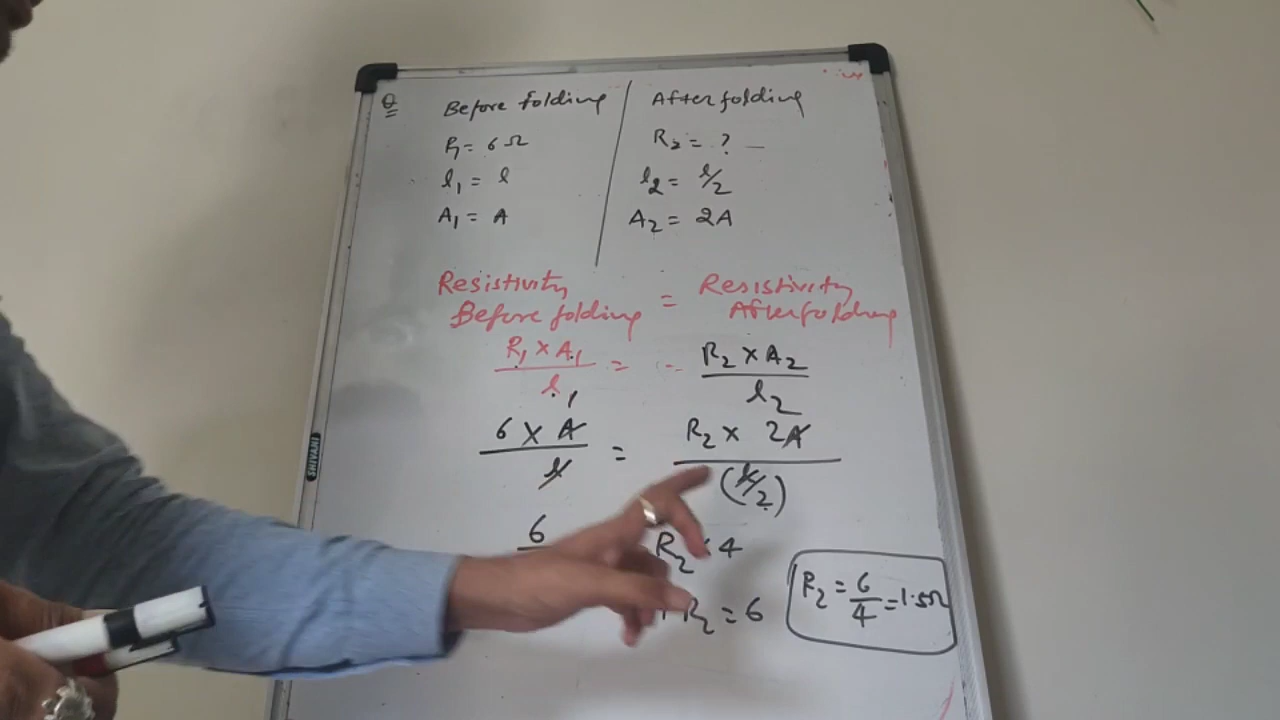 Q
Before folding
After folding
R₁ = 6 Ω
R₂ = ?
l₁ = l
l₂ = l/2
A₁ = A
A₂ = 2A
Resistivity Before folding = Resistivity After folding
R₁ × A₁ / l₁ = R₂ × A₂ / l₂
6 × A / l = R₂ × 2A / (l/2)
6
R₂ × 4
R₂ = 6
R₂ = 6/4 = 1.5Ω
SHIVANI